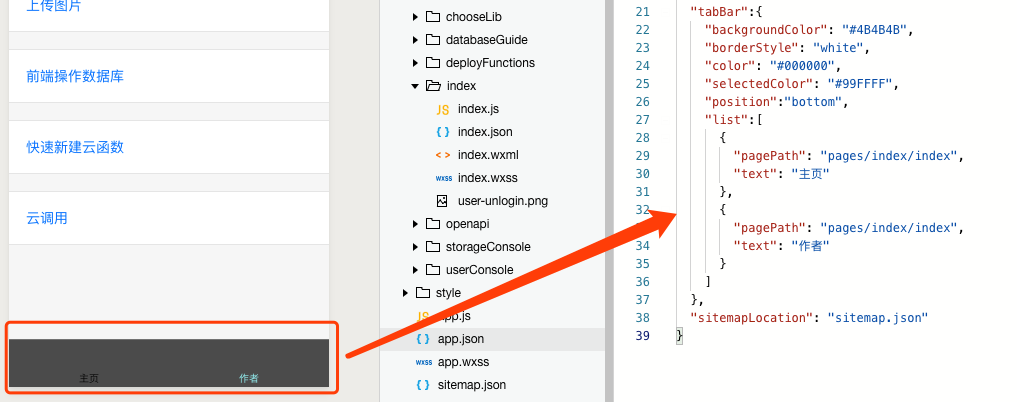 上传图片
前端操作数据库
快速新建云函数
云调用
主页
作者
chooseLib
databaseGuide
deployFunctions
index
JS index.js
{ } index.json
< > index.wxml
wxss index.wxss
user-unlogin.png
openapi
storageConsole
userConsole
style
JS app.js
{ } app.json
wxss app.wxss
{ } sitemap.json
21 "tabBar":{
22 "backgroundColor": "#4B4B4B",
23 "borderStyle": "white",
24 "color": "#000000",
25 "selectedColor": "#99FFFF",
26 "position":"bottom",
27 "list":[
28 {
29 "pagePath": "pages/index/index",
30 "text": "主页"
31 },
32 {
"pagePath": "pages/index/index",
34 "text": "作者"
35 }
36 ]
37 },
38 "sitemapLocation": "sitemap.json"
39 }